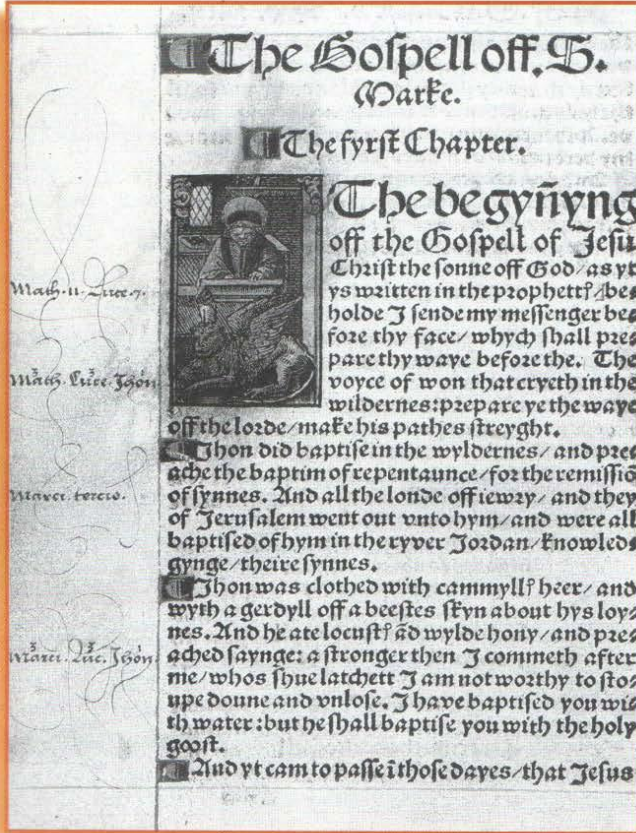 The Gospell off. S.
Marke.
The fyrst Chapter.
The begyñyng
off the Gospell of Jesu
Christ the sonne off God/ as yt
ys written in the prophettꝭ/ be⸗
holde I sende my messenger be⸗
fore thy face/ whych shall pre⸗
pare thy waye before the. The
voyce of won that cryeth in the
wildernes: prepare ye the waye
off the lorde/ make his pathes streyght.
Jhon did baptise in the wyldernes/ and pre⸗
ache the baptim of repentaunce/ for the remissiõ
of synnes. And all the londe off iewry/ and they
of Jerusalem went out vnto hym/ and were all
baptised of hym in the ryver Jordan/ knowled⸗
gynge/ theire synnes.
Jhon was clothed with cammyllꝭ heer/ and
wyth a gerdyll off a beestes skyn about hys loy⸗
nes. And he ate locustꝭ ãd wylde hony/ and pre⸗
ached saynge: a stronger then I commeth after
me/ whos shue latchett I am not worthy to sto⸗
upe doune and vnlose. I have baptised you wi⸗
th water: but he shall baptise you with the holy
goost.
And yt cam to passe ĩ those dayes/ that Jesus
Math. 11. Luce. 7.
Math. Luce. Jhon
Marci tercio.
Marci. Luc. Jhon.